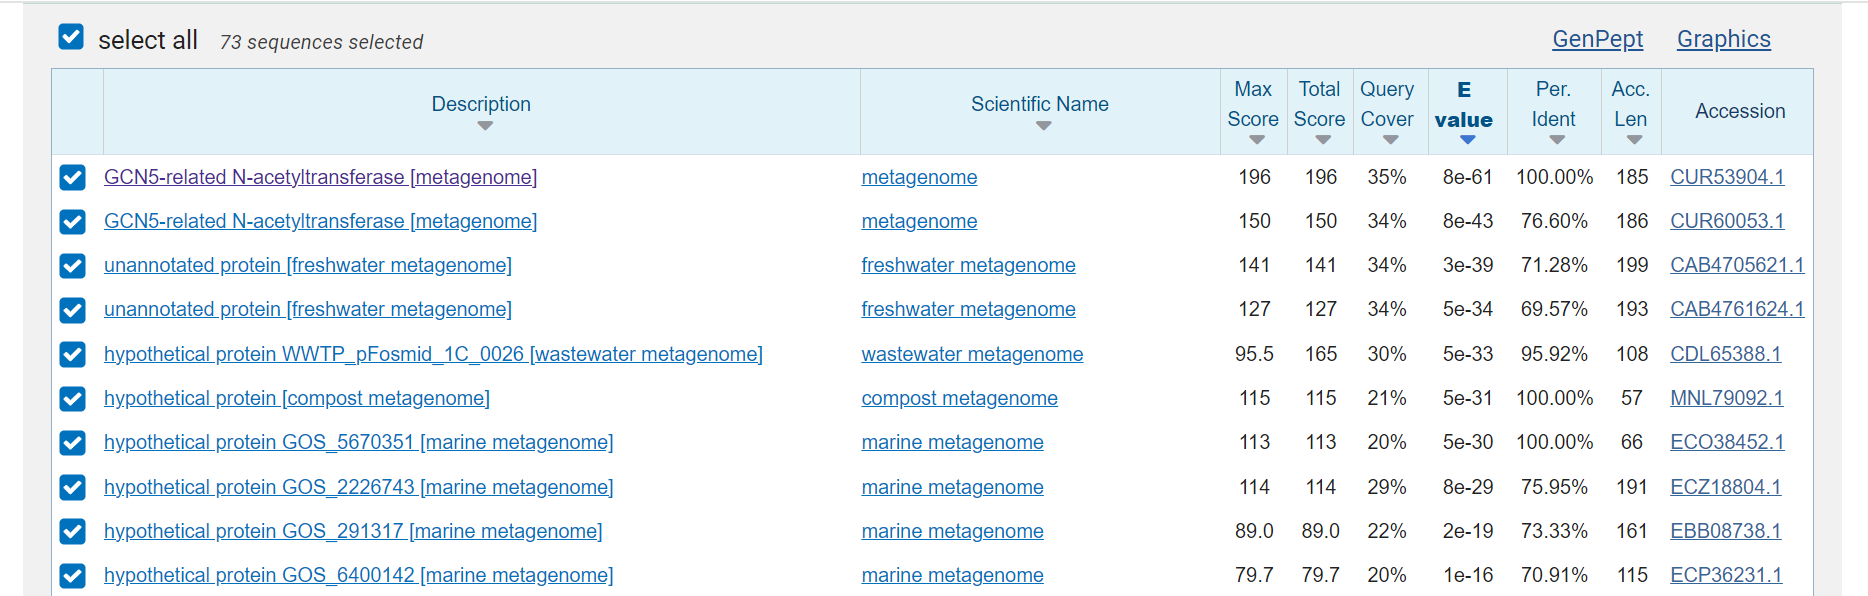 select all 73 sequences selected GenPept Graphics
Description Scientific Name Max Score Total Score Query Cover E value Per. Ident Acc. Len Accession
GCN5-related N-acetyltransferase [metagenome] metagenome 196 196 35% 8e-61 100.00% 185 CUR53904.1
GCN5-related N-acetyltransferase [metagenome] metagenome 150 150 34% 8e-43 76.60% 186 CUR60053.1
unannotated protein [freshwater metagenome] freshwater metagenome 141 141 34% 3e-39 71.28% 199 CAB4705621.1
unannotated protein [freshwater metagenome] freshwater metagenome 127 127 34% 5e-34 69.57% 193 CAB4761624.1
hypothetical protein WWTP_pFosmid_1C_0026 [wastewater metagenome] wastewater metagenome 95.5 165 30% 5e-33 95.92% 108 CDL65388.1
hypothetical protein [compost metagenome] compost metagenome 115 115 21% 5e-31 100.00% 57 MNL79092.1
hypothetical protein GOS_5670351 [marine metagenome] marine metagenome 113 113 20% 5e-30 100.00% 66 ECO38452.1
hypothetical protein GOS_2226743 [marine metagenome] marine metagenome 114 114 29% 8e-29 75.95% 191 ECZ18804.1
hypothetical protein GOS_291317 [marine metagenome] marine metagenome 89.0 89.0 22% 2e-19 73.33% 161 EBB08738.1
hypothetical protein GOS_6400142 [marine metagenome] marine metagenome 79.7 79.7 20% 1e-16 70.91% 115 ECP36231.1